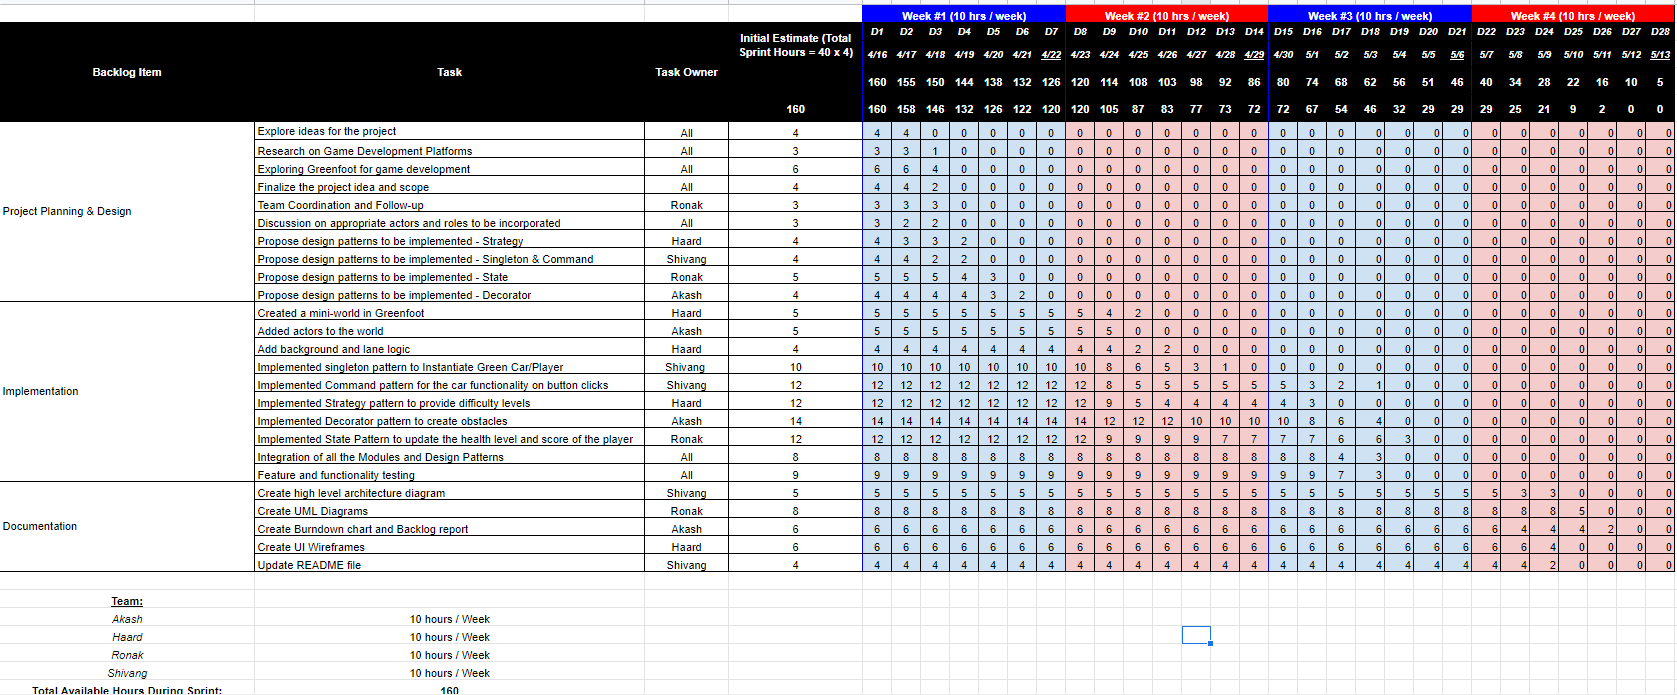 Week #1 (10 hrs / week) Week #2 (10 hrs / week) Week #3 (10 hrs / week) Week #4 (10 hrs / week)
Backlog Item Task Task Owner Initial Estimate (Total Sprint Hours = 40 x 4)
D1 D2 D3 D4 D5 D6 D7 D8 D9 D10 D11 D12 D13 D14 D15 D16 D17 D18 D19 D20 D21 D22 D23 D24 D25 D26 D27 D28
4/16 4/17 4/18 4/19 4/20 4/21 4/22 4/23 4/24 4/25 4/26 4/27 4/28 4/29 4/30 5/1 5/2 5/3 5/4 5/5 5/6 5/7 5/8 5/9 5/10 5/11 5/12 5/13
160 155 150 144 138 132 126 120 114 108 103 98 92 86 80 74 68 62 56 51 46 40 34 28 22 16 10 5
160 160 158 146 132 126 122 120 120 105 87 83 77 73 72 72 67 54 46 32 29 29 29 25 21 9 2 0 0
Project Planning & Design
Explore ideas for the project All 4 4 4 0 0 0 0 0 0 0 0 0 0 0 0 0 0 0 0 0 0 0 0 0 0 0 0 0 0
Research on Game Development Platforms All 3 3 3 1 0 0 0 0 0 0 0 0 0 0 0 0 0 0 0 0 0 0 0 0 0 0 0 0 0
Exploring Greenfoot for game development All 6 6 6 4 0 0 0 0 0 0 0 0 0 0 0 0 0 0 0 0 0 0 0 0 0 0 0 0 0
Finalize the project idea and scope All 4 4 4 2 0 0 0 0 0 0 0 0 0 0 0 0 0 0 0 0 0 0 0 0 0 0 0 0 0
Team Coordination and Follow-up Ronak 3 3 3 3 0 0 0 0 0 0 0 0 0 0 0 0 0 0 0 0 0 0 0 0 0 0 0 0 0
Discussion on appropriate actors and roles to be incorporated All 3 3 2 2 0 0 0 0 0 0 0 0 0 0 0 0 0 0 0 0 0 0 0 0 0 0 0 0 0
Propose design patterns to be implemented - Strategy Haard 4 4 3 3 2 0 0 0 0 0 0 0 0 0 0 0 0 0 0 0 0 0 0 0 0 0 0 0 0
Propose design patterns to be implemented - Singleton & Command Shivang 4 4 4 2 2 0 0 0 0 0 0 0 0 0 0 0 0 0 0 0 0 0 0 0 0 0 0 0 0
Propose design patterns to be implemented - State Ronak 5 5 5 5 4 3 0 0 0 0 0 0 0 0 0 0 0 0 0 0 0 0 0 0 0 0 0 0 0
Propose design patterns to be implemented - Decorator Akash 4 4 4 4 4 3 2 0 0 0 0 0 0 0 0 0 0 0 0 0 0 0 0 0 0 0 0 0 0
Implementation
Created a mini-world in Greenfoot Haard 5 5 5 5 5 5 5 5 5 4 2 0 0 0 0 0 0 0 0 0 0 0 0 0 0 0 0 0 0
Added actors to the world Akash 5 5 5 5 5 5 5 5 5 5 0 0 0 0 0 0 0 0 0 0 0 0 0 0 0 0 0 0 0
Add background and lane logic Haard 4 4 4 4 4 4 4 4 4 4 2 2 0 0 0 0 0 0 0 0 0 0 0 0 0 0 0 0 0
Implemented singleton pattern to Instantiate Green Car/Player Shivang 10 10 10 10 10 10 10 10 10 8 6 5 3 1 0 0 0 0 0 0 0 0 0 0 0 0 0 0 0
Implemented Command pattern for the car functionality on button clicks Shivang 12 12 12 12 12 12 12 12 12 8 5 5 5 5 5 5 3 2 1 0 0 0 0 0 0 0 0 0 0
Implemented Strategy pattern to provide difficulty levels Haard 12 12 12 12 12 12 12 12 12 9 5 4 4 4 4 4 3 0 0 0 0 0 0 0 0 0 0 0 0
Implemented Decorator pattern to create obstacles Akash 14 14 14 14 14 14 14 14 14 12 12 12 10 10 10 10 8 6 4 0 0 0 0 0 0 0 0 0 0
Implemented State Pattern to update the health level and score of the player Ronak 12 12 12 12 12 12 12 12 12 9 9 9 9 7 7 7 7 6 6 3 0 0 0 0 0 0 0 0 0
Integration of all the Modules and Design Patterns All 8 8 8 8 8 8 8 8 8 8 8 8 8 8 8 8 8 4 3 0 0 0 0 0 0 0 0 0 0
Feature and functionality testing All 9 9 9 9 9 9 9 9 9 9 9 9 9 9 9 9 9 7 3 0 0 0 0 0 0 0 0 0 0
Documentation
Create high level architecture diagram Shivang 5 5 5 5 5 5 5 5 5 5 5 5 5 5 5 5 5 5 5 5 5 5 5 3 3 0 0 0 0
Create UML Diagrams Ronak 8 8 8 8 8 8 8 8 8 8 8 8 8 8 8 8 8 8 8 8 8 8 8 8 8 5 0 0 0
Create Burndown chart and Backlog report Akash 6 6 6 6 6 6 6 6 6 6 6 6 6 6 6 6 6 6 6 6 6 6 6 4 4 4 2 0 0
Create UI Wireframes Haard 6 6 6 6 6 6 6 6 6 6 6 6 6 6 6 6 6 6 6 6 6 6 6 6 4 0 0 0 0
Update README file Shivang 4 4 4 4 4 4 4 4 4 4 4 4 4 4 4 4 4 4 4 4 4 4 4 4 2 0 0 0 0
Team:
Akash 10 hours / Week
Haard 10 hours / Week
Ronak 10 hours / Week
Shivang 10 hours / Week
Total Available Hours During Sprint: 160